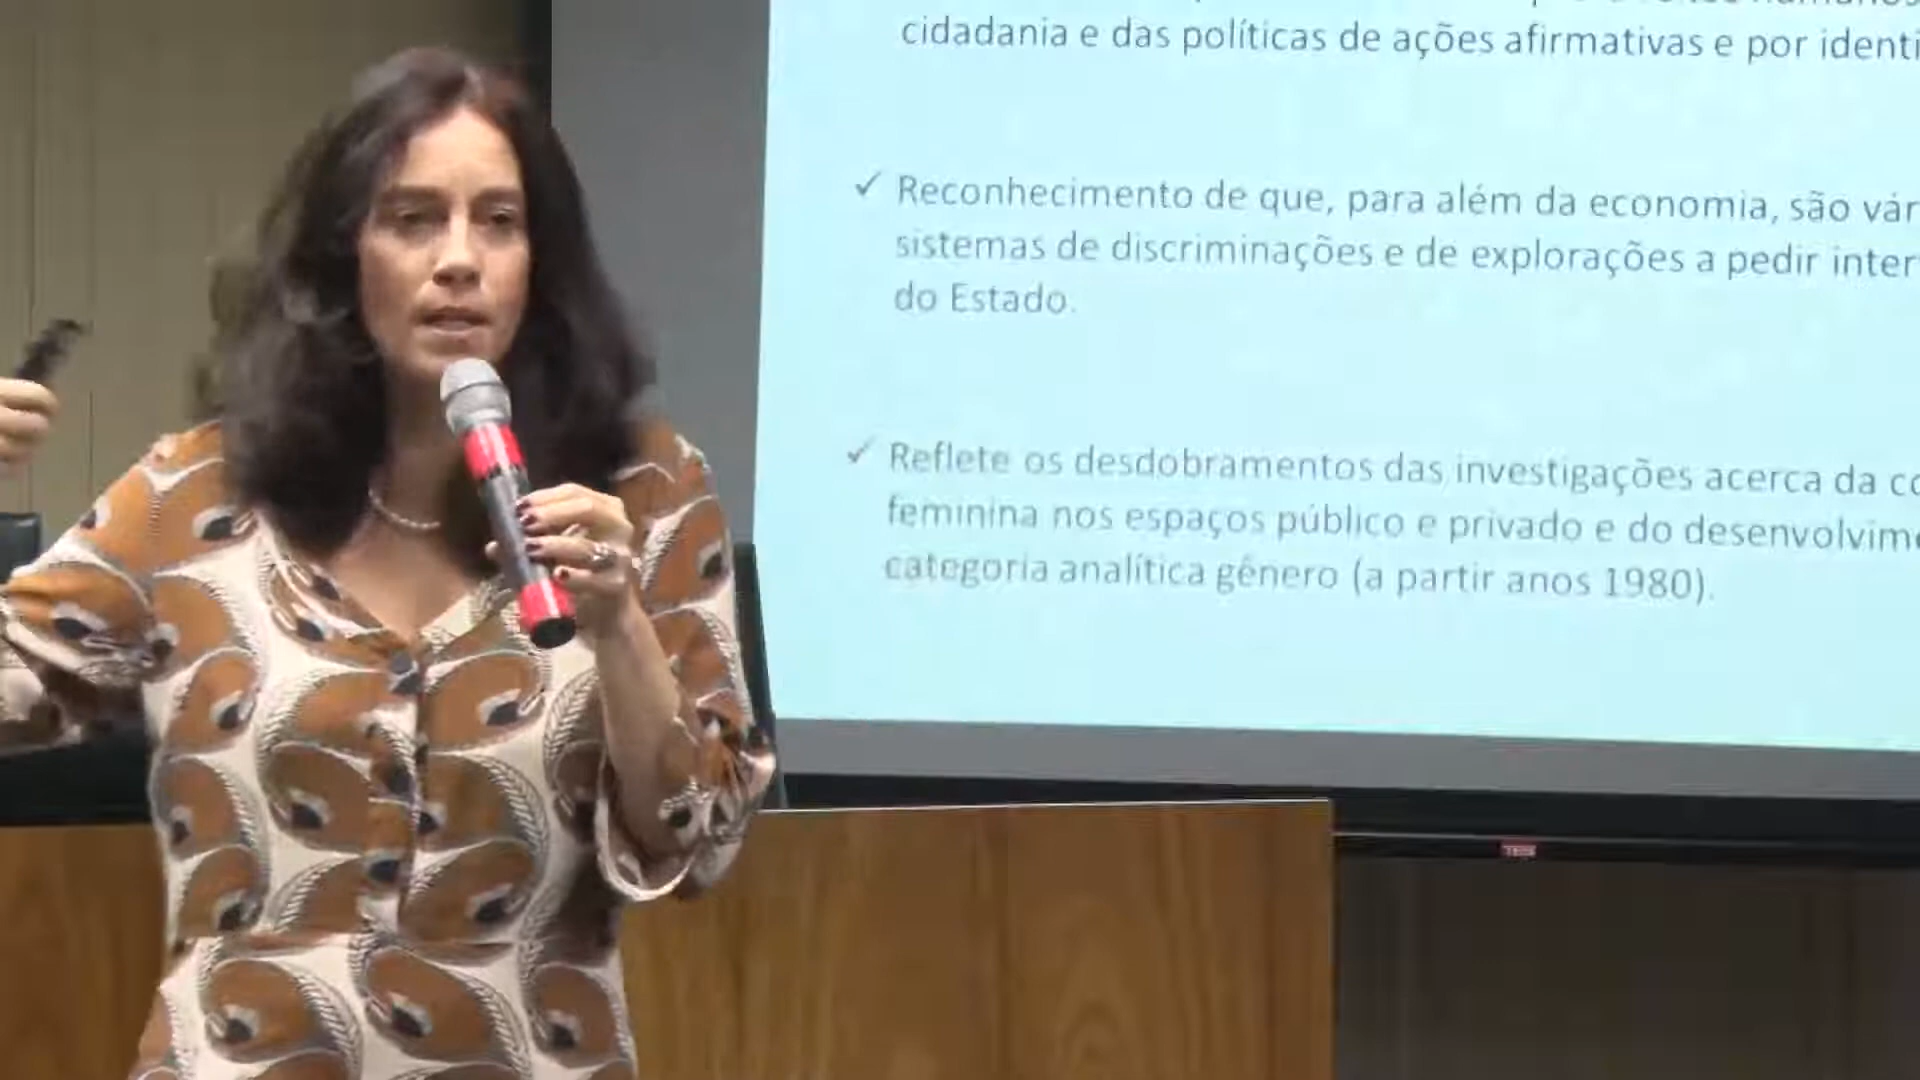 cidadania e das políticas de ações afirmativas e por identi
✓ Reconhecimento de que, para além da economia, são vár
sistemas de discriminações e de explorações a pedir inter
do Estado.
✓ Reflete os desdobramentos das investigações acerca da co
feminina nos espaços público e privado e do desenvolvime
categoria analítica gênero (a partir anos 1980).